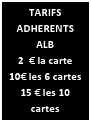 TARIFS
ADHERENTS
ALB
2 € la carte
10€ les 6 cartes
15 € les 10
cartes